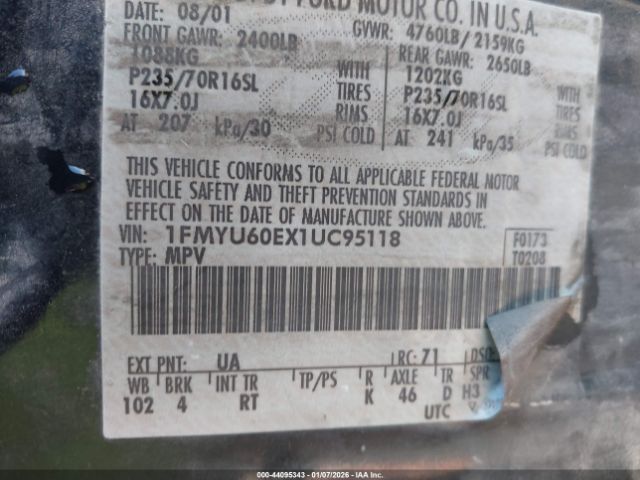 FORD MOTOR CO. IN U.S.A.
DATE: 08/01 GVWR: 4760LB/ 2159KG
FRONT GAWR: 2400LB REAR GAWR: 2650LB
1088KG WITH 1202KG WITH
P235/70R16SL TIRES P235/70R16SL TIRES
16X7.0J RIMS 16X7.0J RIMS
AT 207 kPa/30 PSI COLD AT 241 kPa/35 PSI COLD
THIS VEHICLE CONFORMS TO ALL APPLICABLE FEDERAL MOTOR
VEHICLE SAFETY AND THEFT PREVENTION STANDARDS IN
EFFECT ON THE DATE OF MANUFACTURE SHOWN ABOVE.
VIN: 1FMYU60EX1UC95118 F0173
TYPE: MPV T0208
EXT PNT: UA RC: 71 DSO:
WB BRK INT TR TP/PS R AXLE TR SPR
102 4 RT K 46 D H3
UTC
000-44095343 01/07/2026 - IAAI.COM